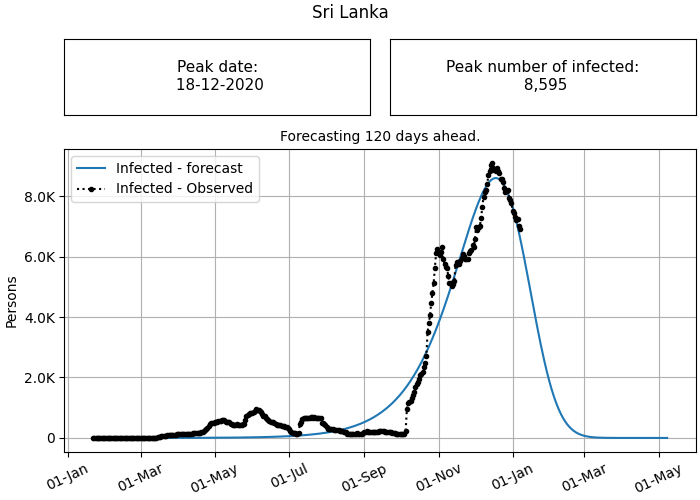 Sri Lanka
Peak date:
18-12-2020
Peak number of infected:
8,595
Forecasting 120 days ahead.
Infected - forecast
Infected - Observed
Persons
8.0K
6.0K
4.0K
2.0K
0
01-Jan
01-Mar
01-May
01-Jul
01-Sep
01-Nov
01-Jan
01-Mar
01-May